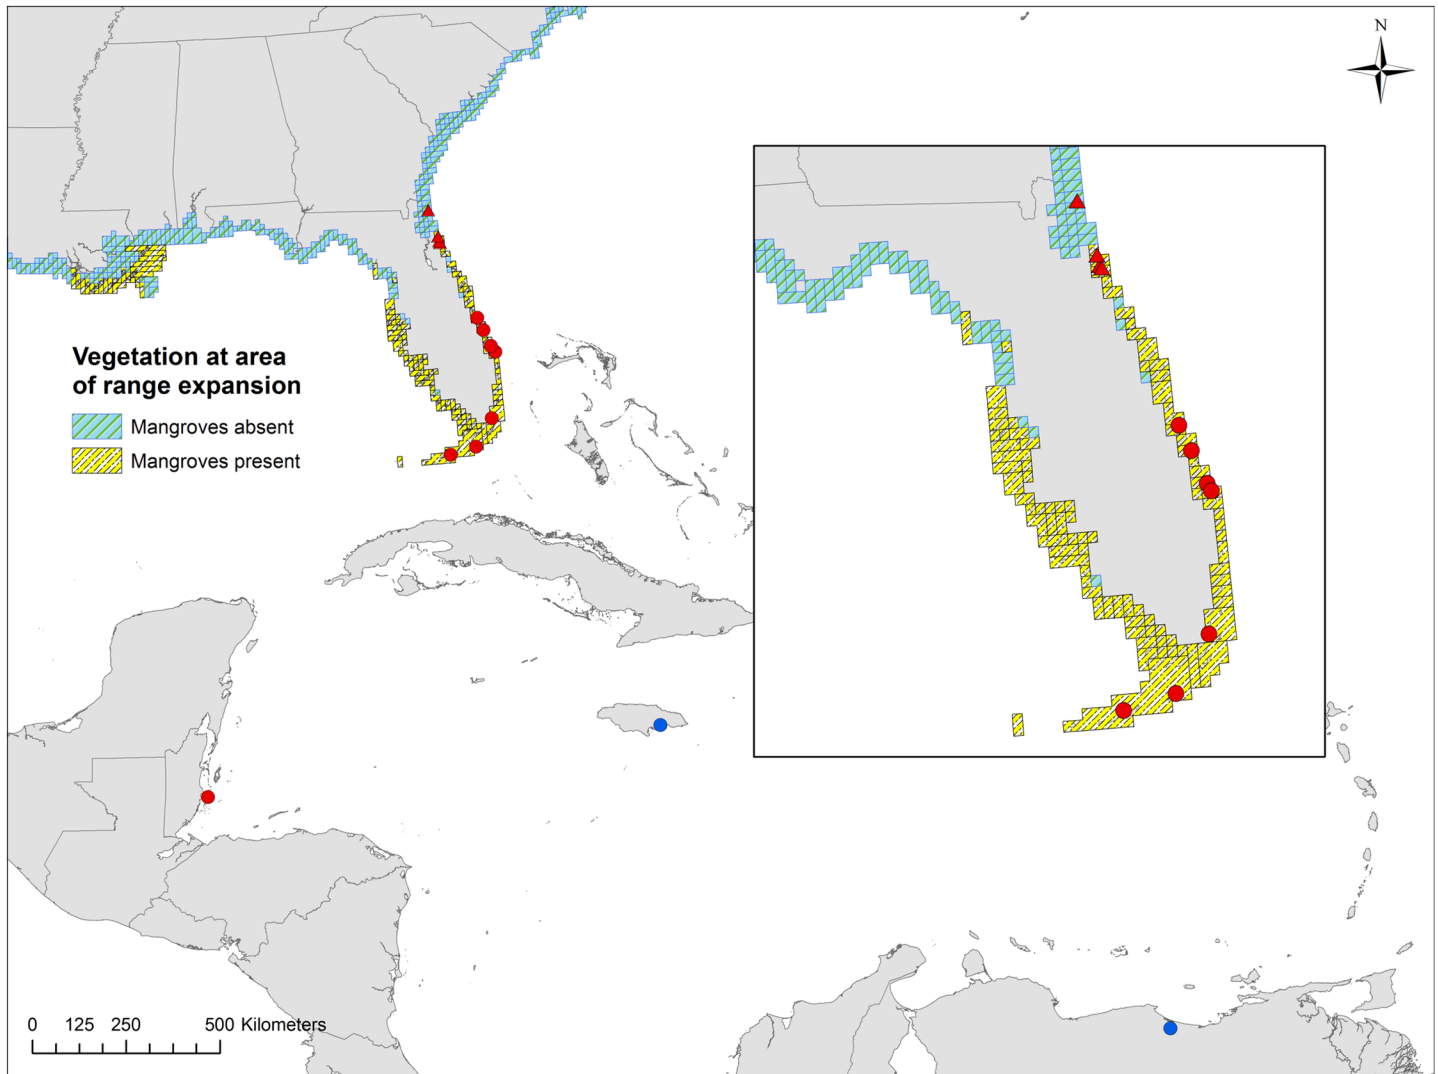 N
Vegetation at area
of range expansion
Mangroves absent
Mangroves present
0 125 250 500 Kilometers